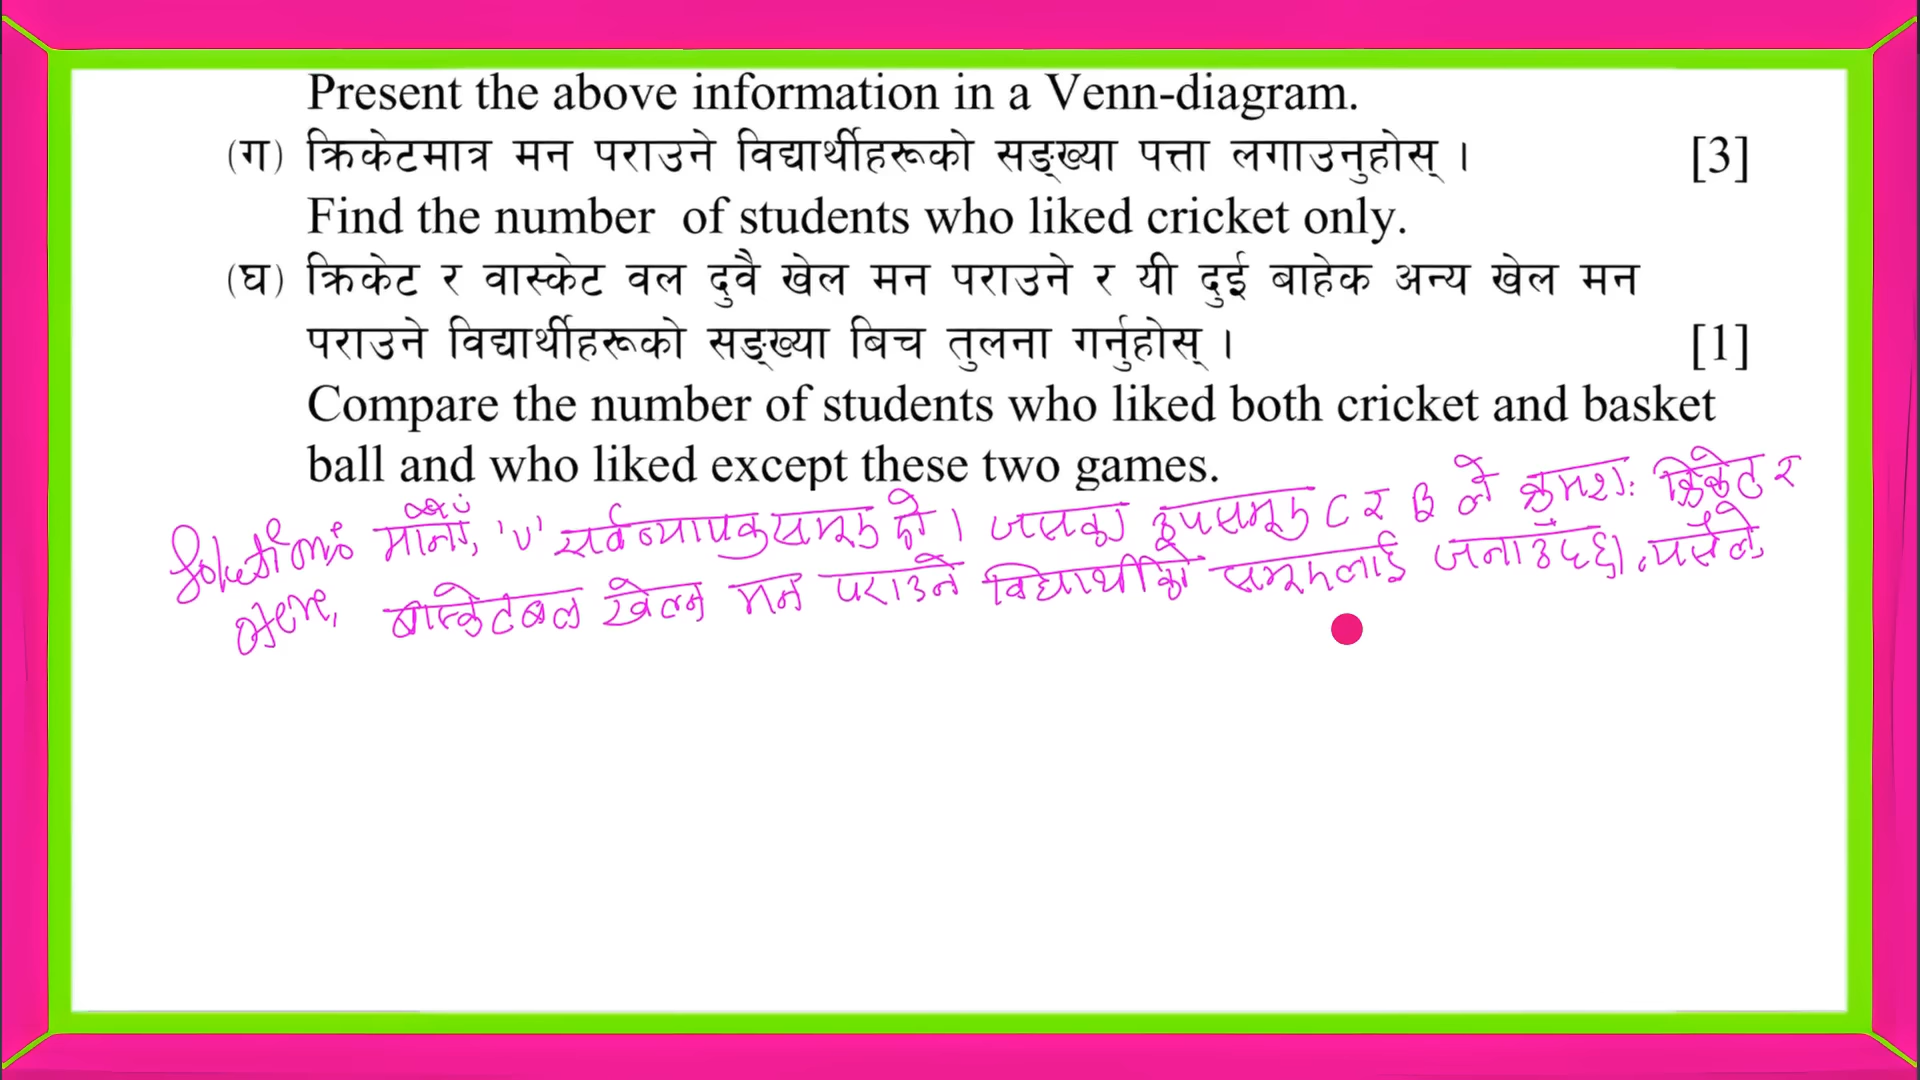 Present the above information in a Venn-diagram.
(ग) क्रिकेटमात्र मन पराउने विद्यार्थीहरूको सङ्ख्या पत्ता लगाउनुहोस् । [3]
Find the number of students who liked cricket only.
(घ) क्रिकेट र वास्केट वल दुवै खेल मन पराउने र यी दुई बाहेक अन्य खेल मन
पराउने विद्यार्थीहरूको सङ्ख्या बिच तुलना गर्नुहोस् । [1]
Compare the number of students who liked both cricket and basket
ball and who liked except these two games.
Solution: मानौं, 'U' सर्वव्यापक समूह हो । जसका उपसमूह C र B ले क्रमशः क्रिकेट र
Here, बास्केटबल खेल्न मन पराउने विद्यार्थीको समूहलाई जनाउँदछ।